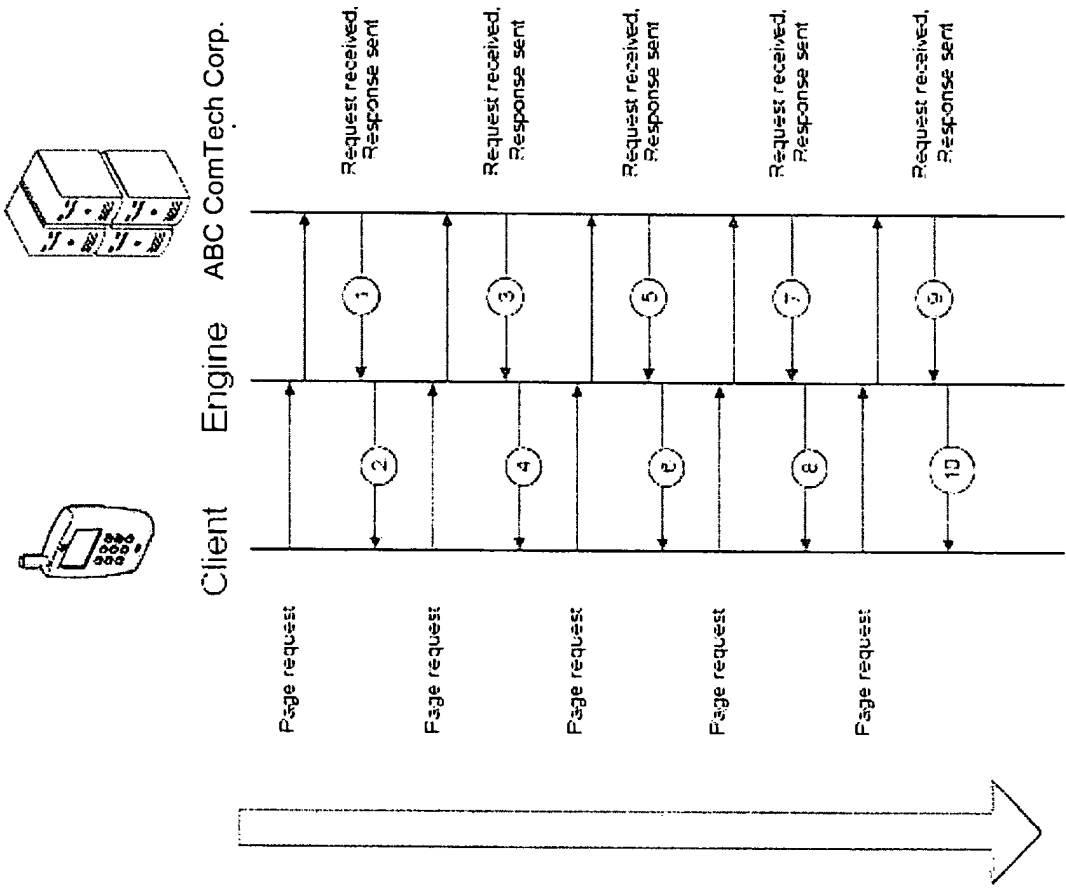 Client
Engine
ABC ComTech Corp.
Page request
Request received,
Response sent
1
2
Page request
Request received,
Response sent
3
4
Page request
Request received,
Response sent
5
6
Page request
Request received,
Response sent
7
8
Page request
Request received,
Response sent
9
10